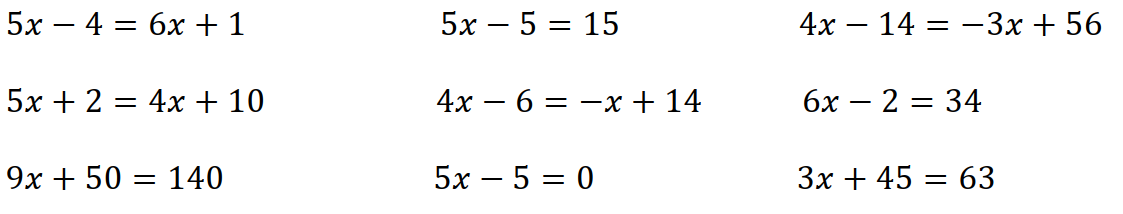 5x − 4 = 6x + 1 5x − 5 = 15 4x − 14 = −3x + 56
5x + 2 = 4x + 10 4x − 6 = −x + 14 6x − 2 = 34
9x + 50 = 140 5x − 5 = 0 3x + 45 = 63